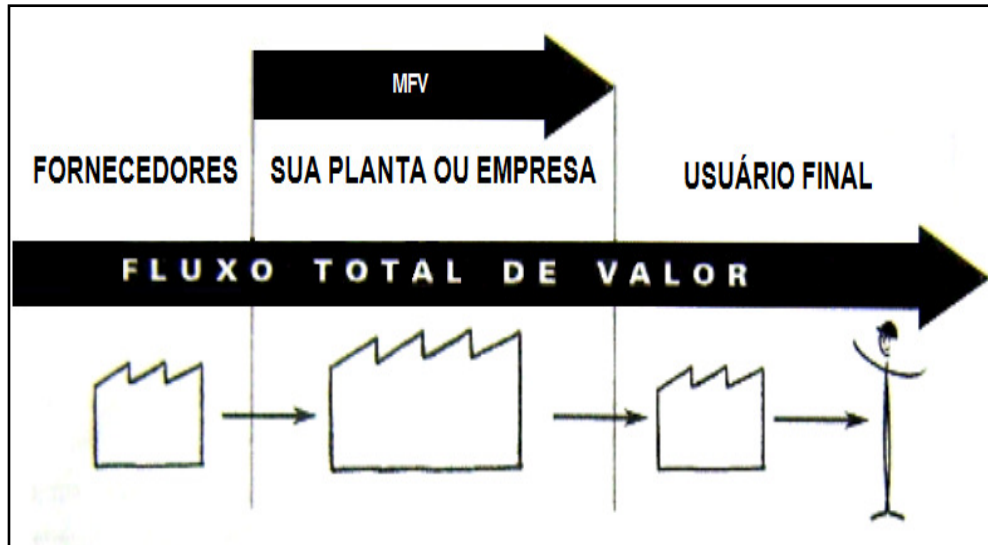 MFV
FORNECEDORES SUA PLANTA OU EMPRESA USUÁRIO FINAL
FLUXO TOTAL DE VALOR